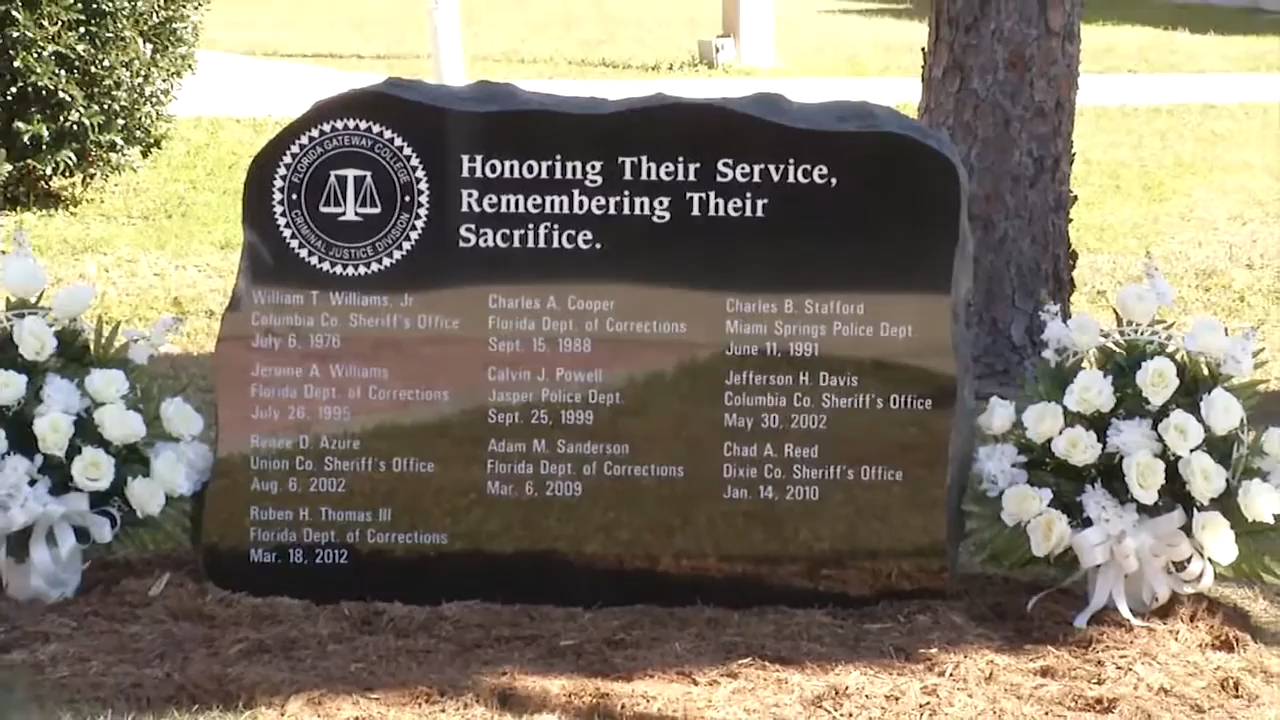 FLORIDA GATEWAY COLLEGE
CRIMINAL JUSTICE DIVISION
Honoring Their Service,
Remembering Their
Sacrifice.
William T. Williams, Jr
Columbia Co. Sheriff's Office
July 6, 1976
Jerome A Williams
Florida Dept. of Corrections
July 26, 1995
Renee D. Azure
Union Co. Sheriff's Office
Aug. 6, 2002
Ruben H. Thomas III
Florida Dept. of Corrections
Mar. 18, 2012
Charles A. Cooper
Florida Dept. of Corrections
Sept. 15, 1988
Calvin J. Powell
Jasper Police Dept.
Sept. 25, 1999
Adam M. Sanderson
Florida Dept. of Corrections
Mar. 6, 2009
Charles B. Stafford
Miami Springs Police Dept.
June 11, 1991
Jefferson H. Davis
Columbia Co. Sheriff's Office
May 30, 2002
Chad A. Reed
Dixie Co. Sheriff's Office
Jan. 14, 2010